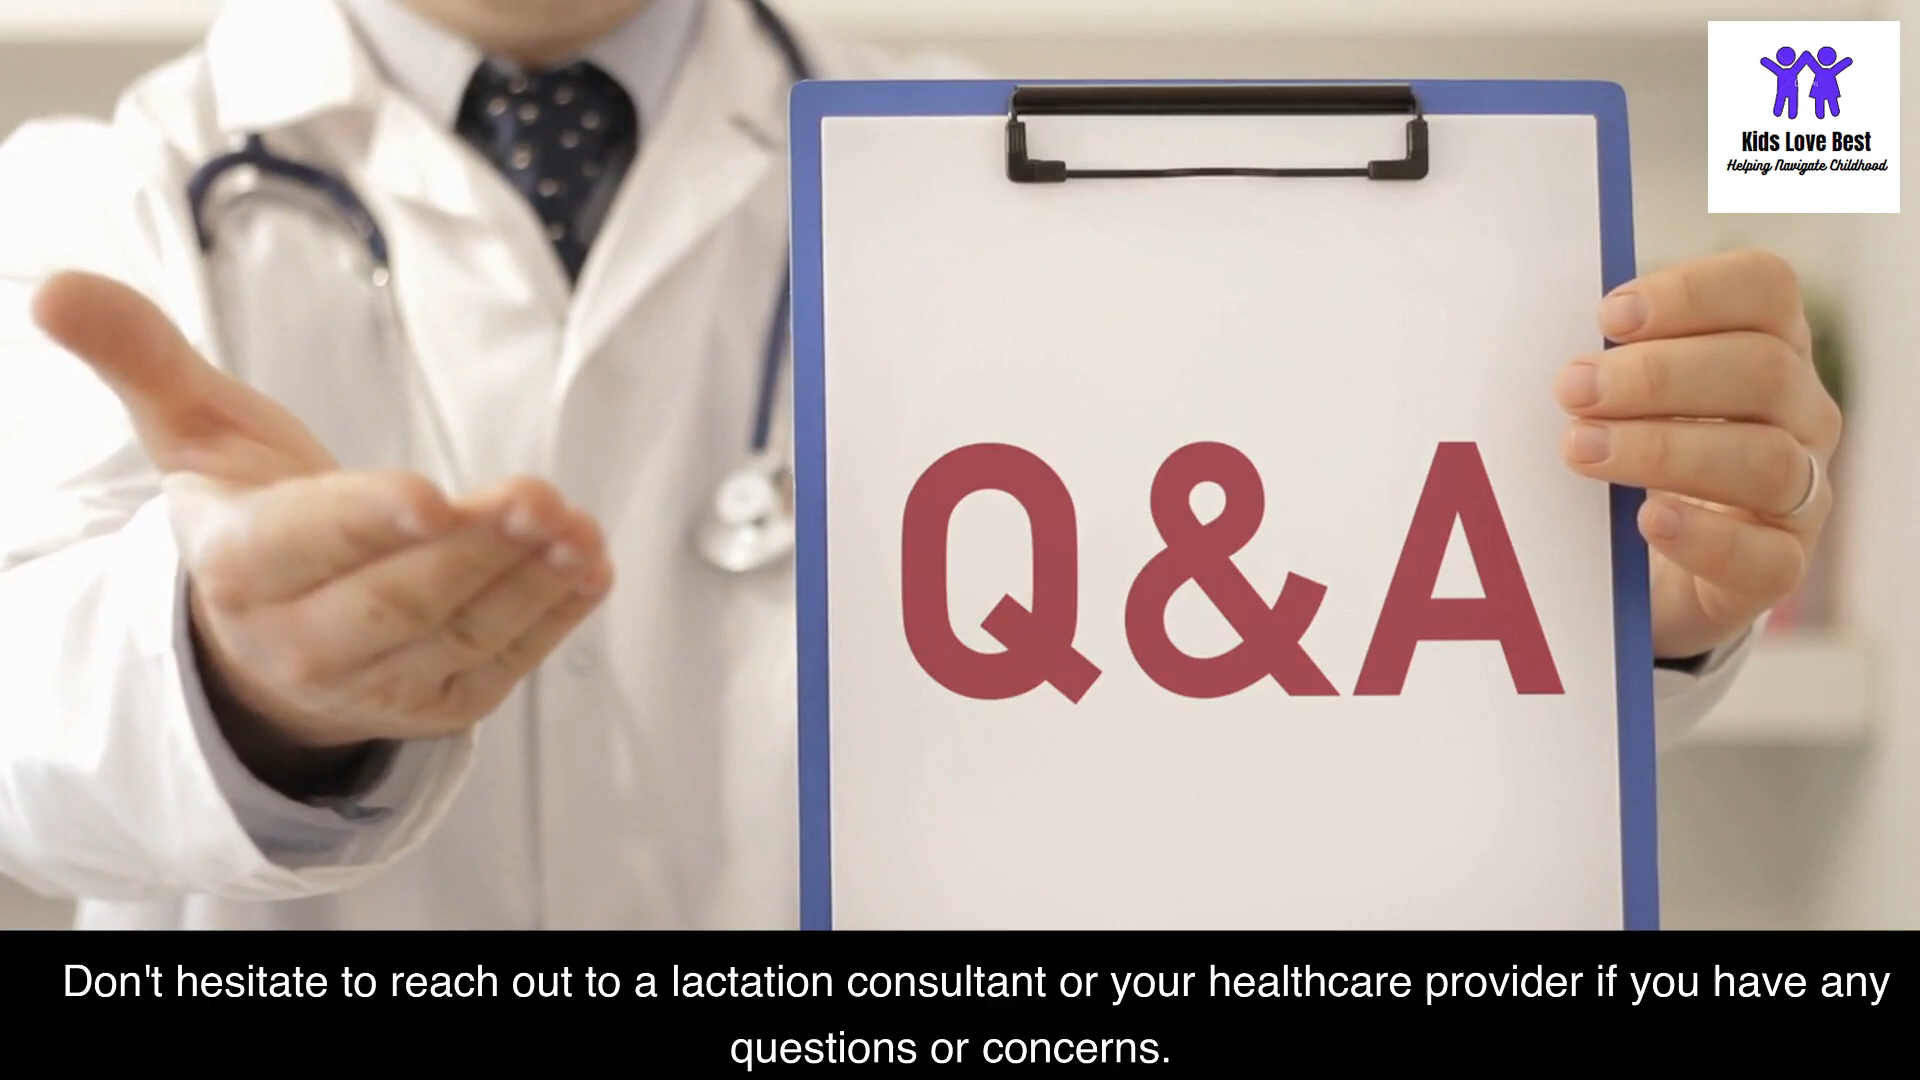 Kids Love Best
Helping Navigate Childhood
Q&A
Don't hesitate to reach out to a lactation consultant or your healthcare provider if you have any
questions or concerns.